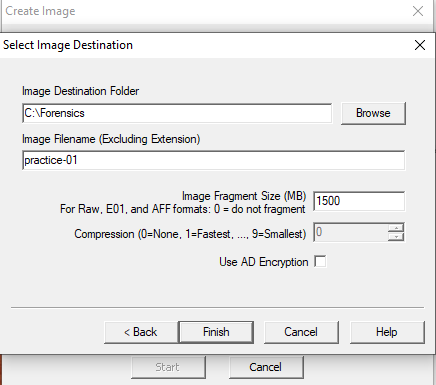 Create Image
Select Image Destination
Image Destination Folder
C:\Forensics
Browse
Image Filename (Excluding Extension)
practice-01
Image Fragment Size (MB)
1500
For Raw, E01, and AFF formats: 0 = do not fragment
Compression (0=None, 1=Fastest, ..., 9=Smallest)
0
Use AD Encryption
< Back
Finish
Cancel
Help
Start
Cancel